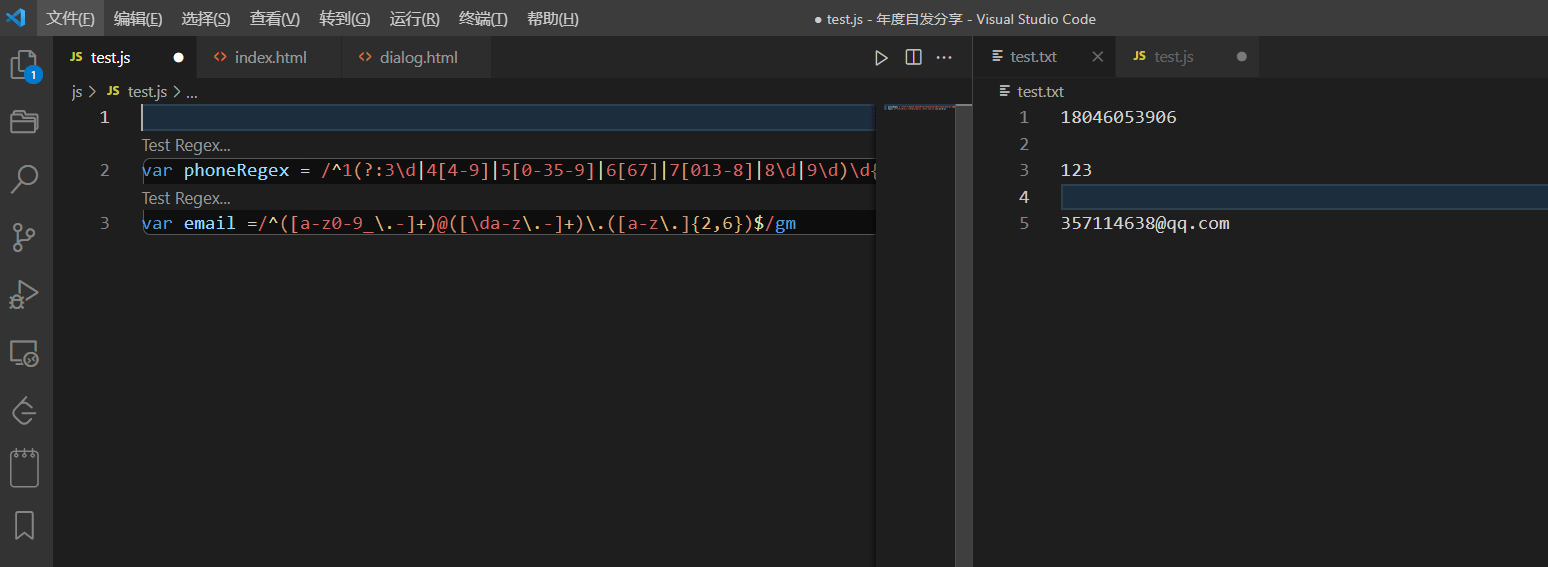 文件(F) 编辑(E) 选择(S) 查看(V) 转到(G) 运行(R) 终端(T) 帮助(H) ● test.js - 年度自发分享 - Visual Studio Code
JS test.js ● <> index.html <> dialog.html
js > JS test.js > ...
1
Test Regex...
2 var phoneRegex = /^1(?:3\d|4[4-9]|5[0-35-9]|6[67]|7[013-8]|8\d|9\d)\d{
Test Regex...
3 var email =/^([a-z0-9_\.-]+)@([\da-z\.-]+)\.([a-z\.]{2,6})$/gm
test.txt × JS test.js ●
test.txt
1 18046053906
2
3 123
4
5 357114638@qq.com
1